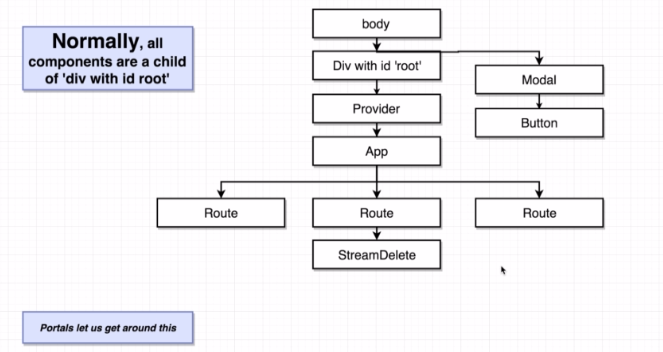 Normally, all
components are a child
of 'div with id root'
body
Div with id 'root'
Modal
Provider
Button
App
Route
Route
Route
StreamDelete
Portals let us get around this